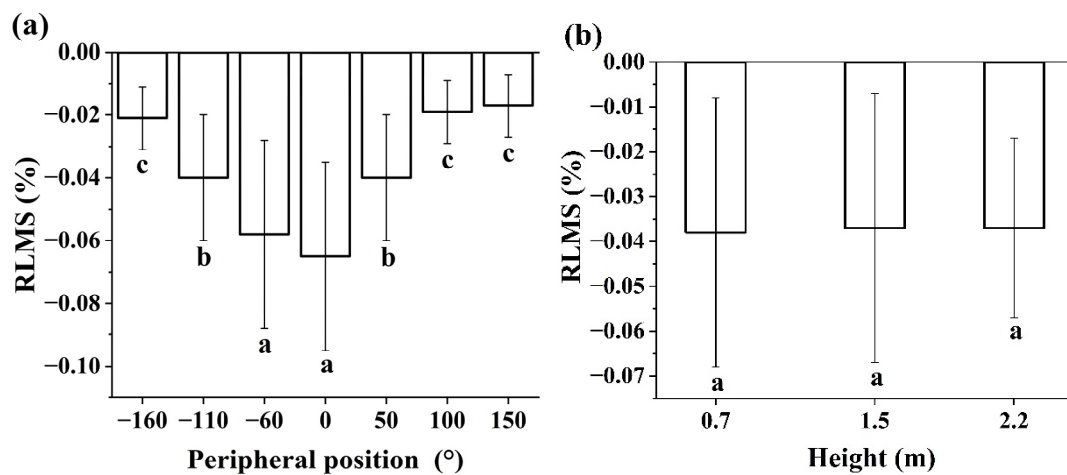 (a)
0.00
−0.02
−0.04
−0.06
−0.08
−0.10
RLMS (%)
c
b
a
a
b
c
c
−160 −110 −60 0 50 100 150
Peripheral position (°)
(b)
0.00
−0.01
−0.02
−0.03
−0.04
−0.05
−0.06
−0.07
RLMS (%)
a
a
a
0.7 1.5 2.2
Height (m)